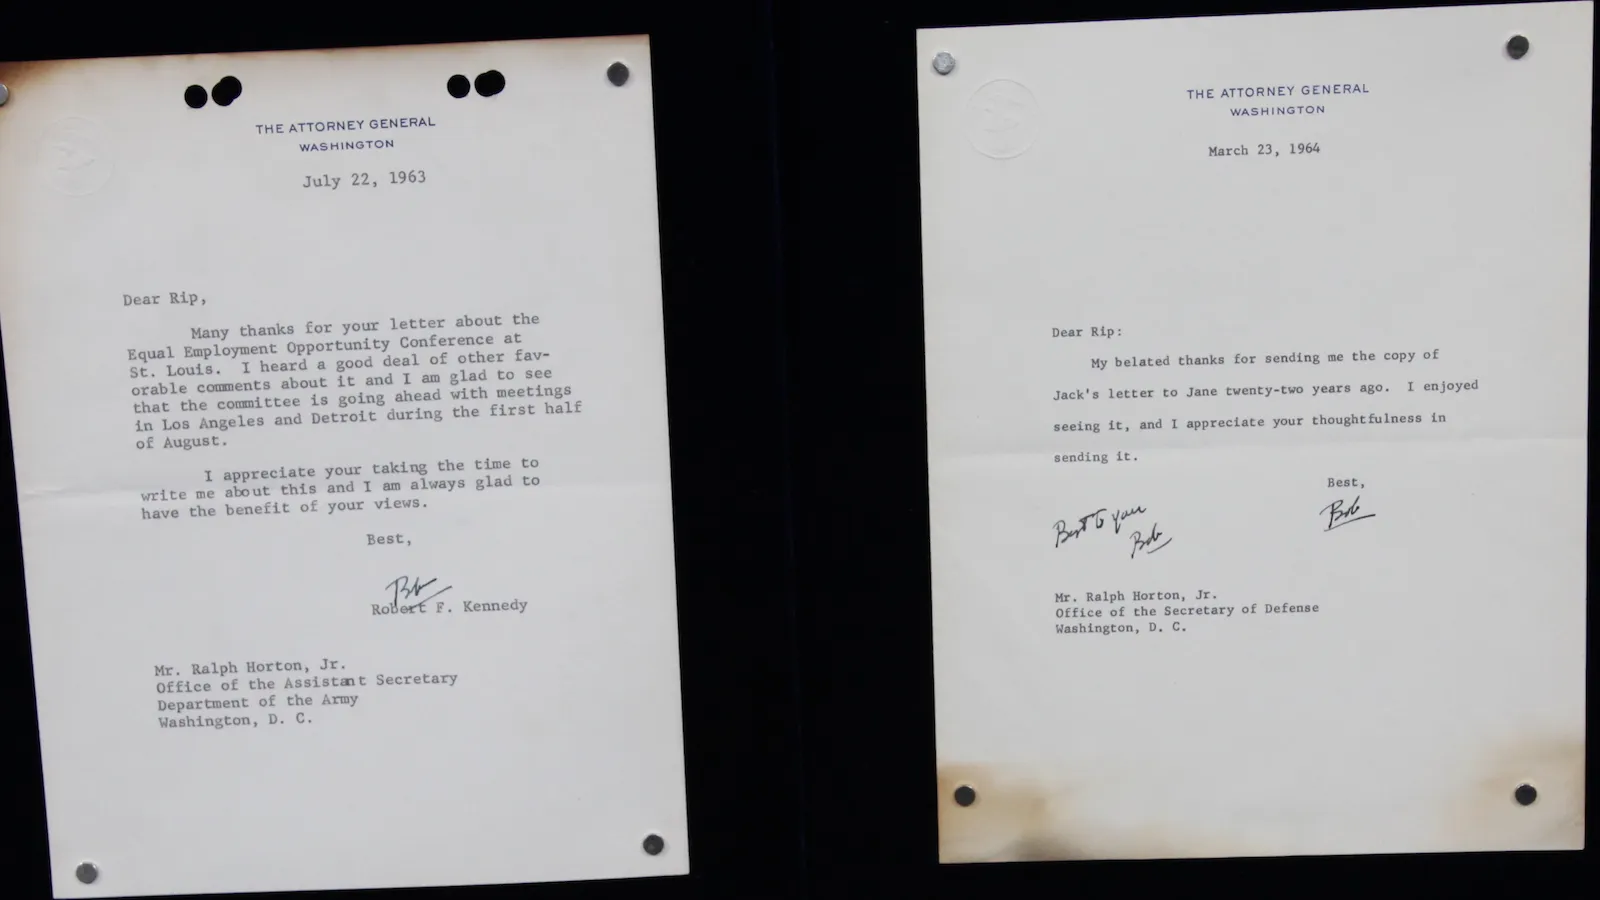 THE ATTORNEY GENERAL
WASHINGTON
July 22, 1963
Dear Rip,
Many thanks for your letter about the
Equal Employment Opportunity Conference at
St. Louis. I heard a good deal of other fav-
orable comments about it and I am glad to see
that the committee is going ahead with meetings
in Los Angeles and Detroit during the first half
of August.
I appreciate your taking the time to
write me about this and I am always glad to
have the benefit of your views.
Best,
Bob
Robert F. Kennedy
Mr. Ralph Horton, Jr.
Office of the Assistant Secretary
Department of the Army
Washington, D. C.
THE ATTORNEY GENERAL
WASHINGTON
March 23, 1964
Dear Rip:
My belated thanks for sending me the copy of
Jack's letter to Jane twenty-two years ago. I enjoyed
seeing it, and I appreciate your thoughtfulness in
sending it.
Best,
Bob
Best to you
Bob
Mr. Ralph Horton, Jr.
Office of the Secretary of Defense
Washington, D. C.